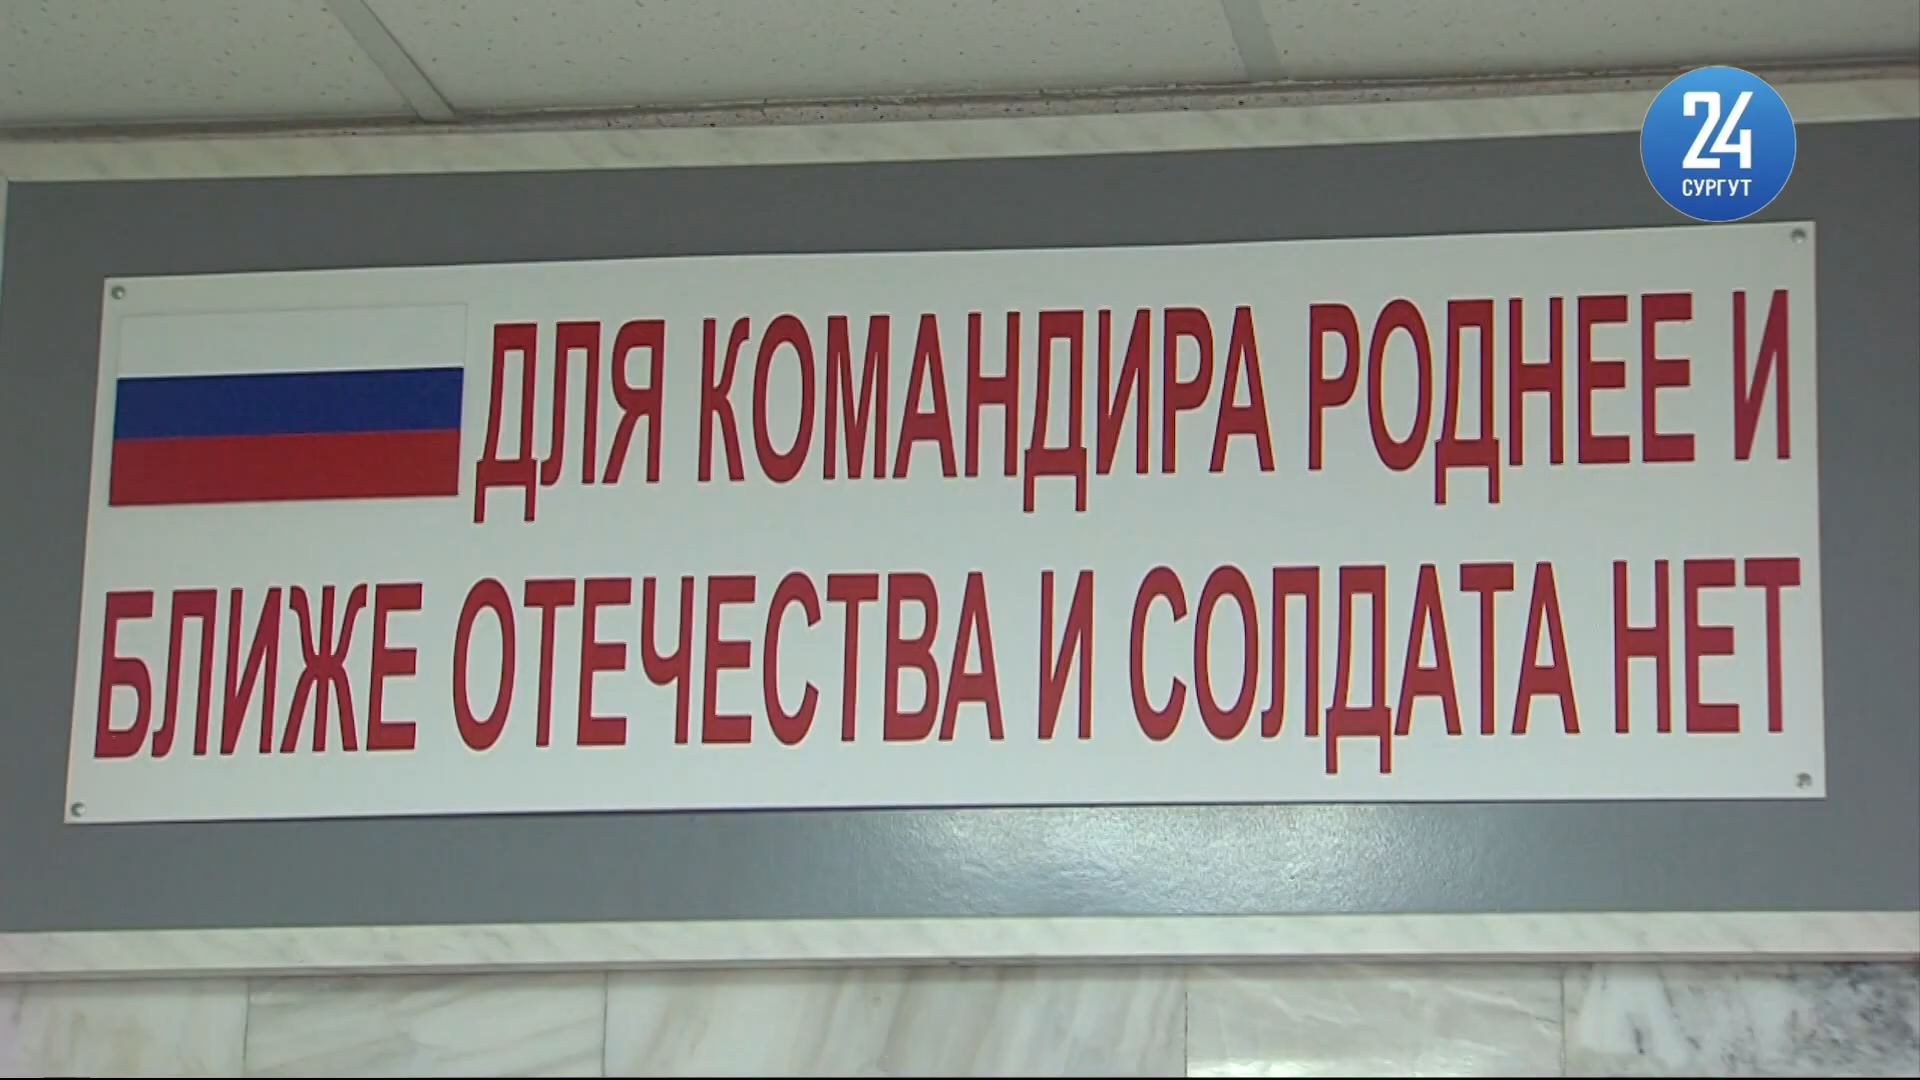 24
СУРГУТ
ДЛЯ КОМАНДИРА РОДНЕЕ И
БЛИЖЕ ОТЕЧЕСТВА И СОЛДАТА НЕТ